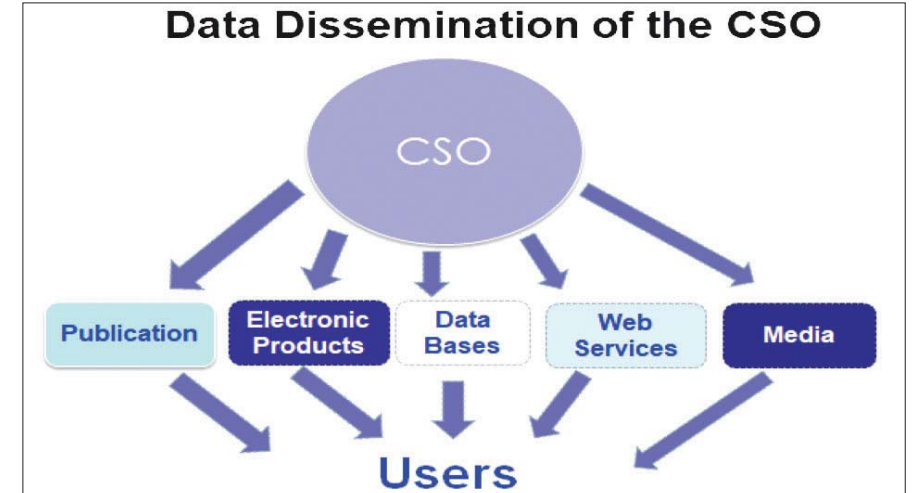 Data Dissemination of the CSO
CSO
Publication
Electronic
Products
Data
Bases
Web
Services
Media
Users